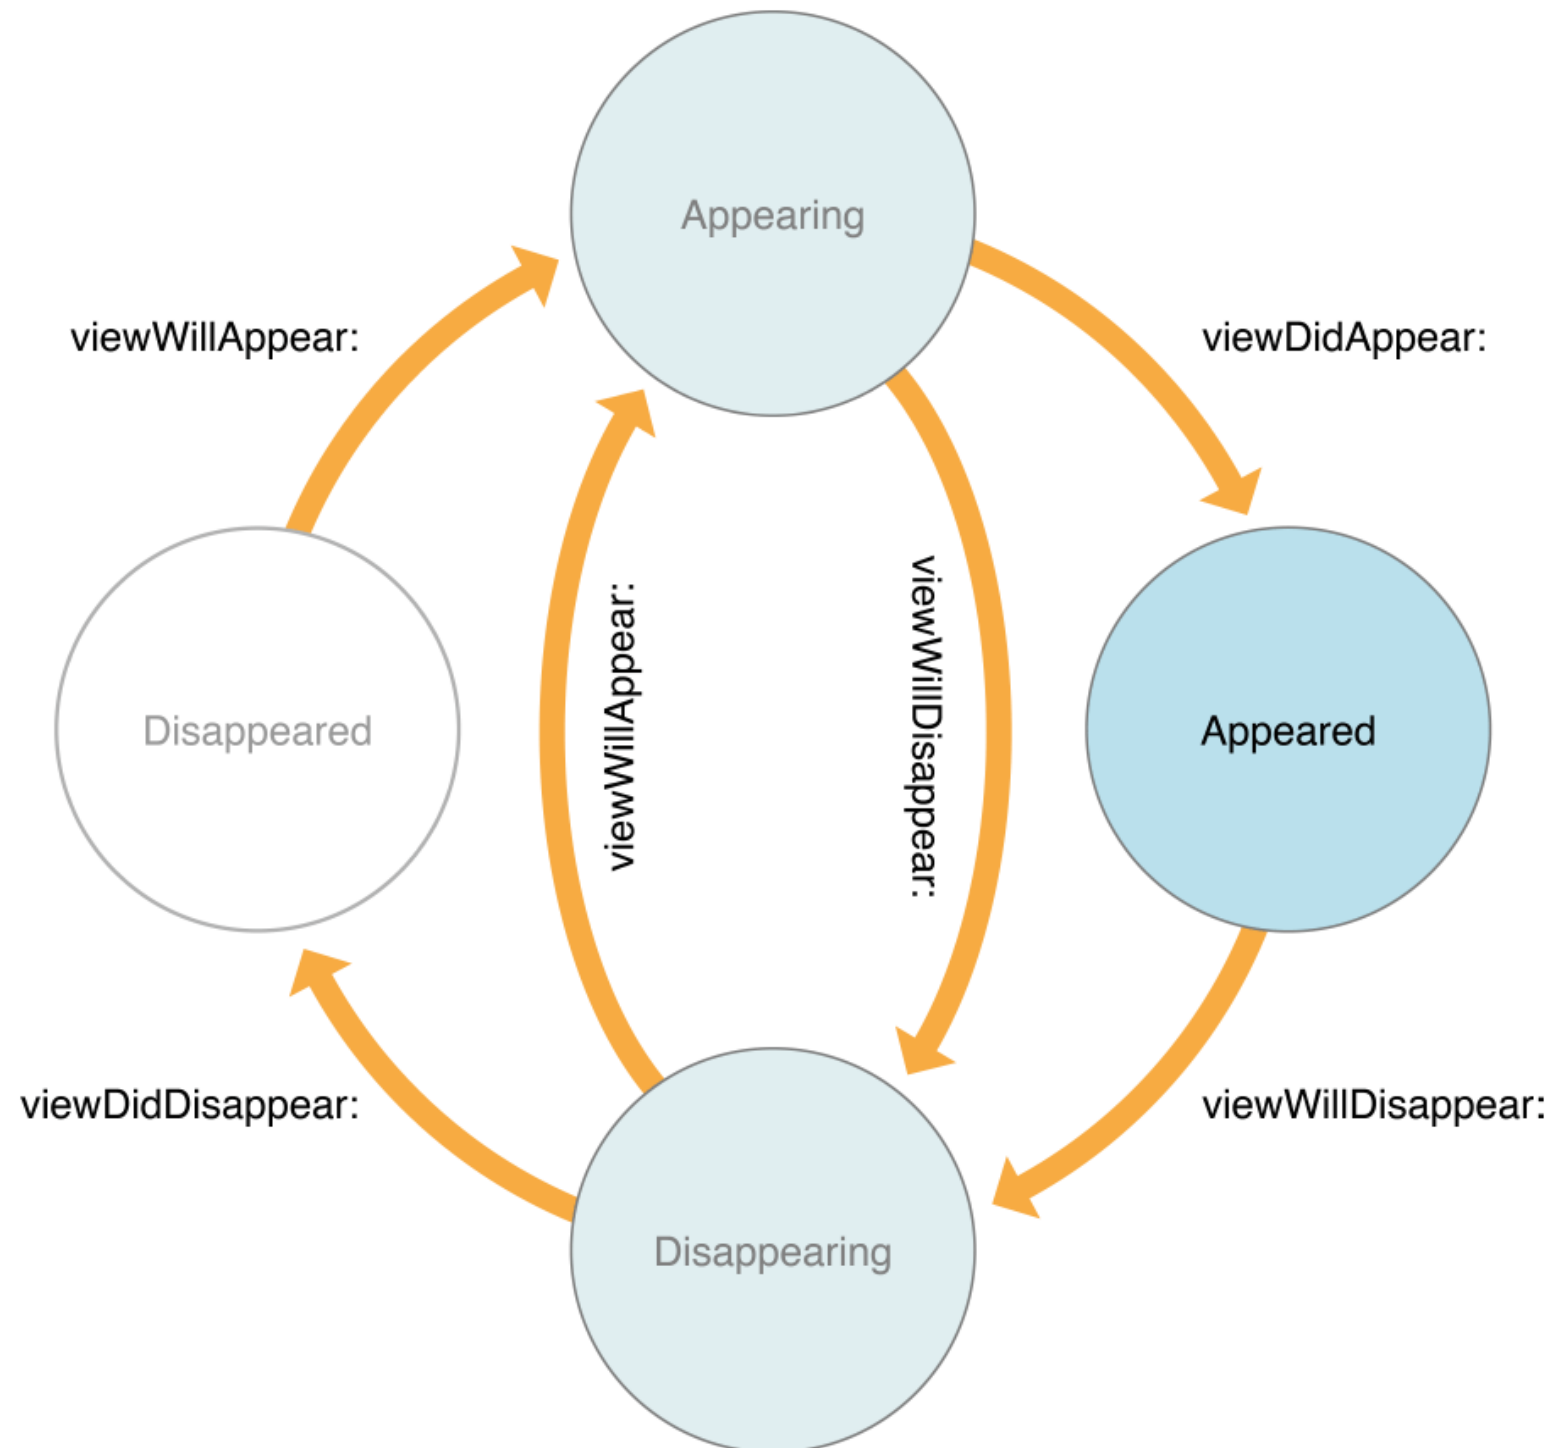 Appearing
viewWillAppear:
viewDidAppear:
viewWillAppear:
viewWillDisappear:
Disappeared
Appeared
viewDidDisappear:
viewWillDisappear:
Disappearing